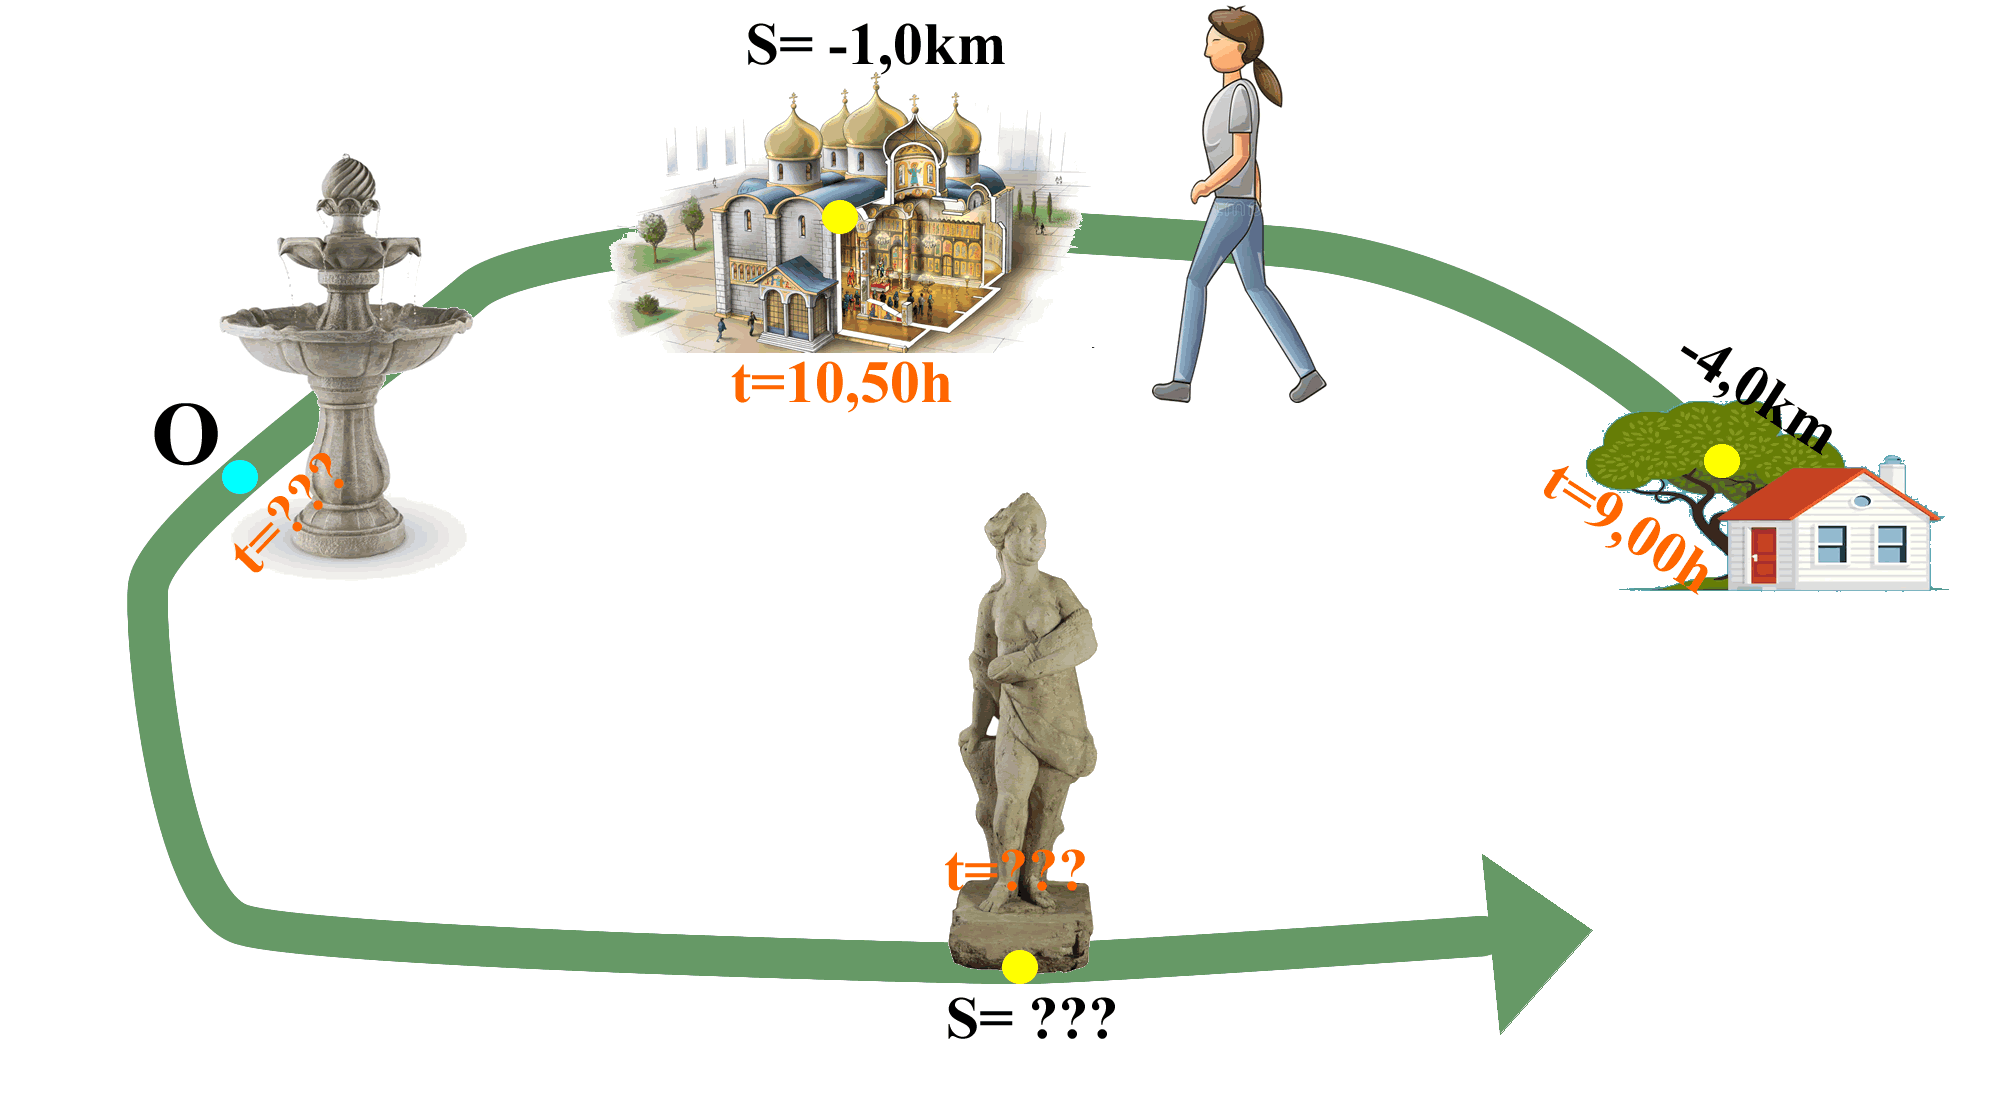 S= -1,0km
-4,0km
t=10,50h
O
t=???
t=9,00h
t=???
S= ???